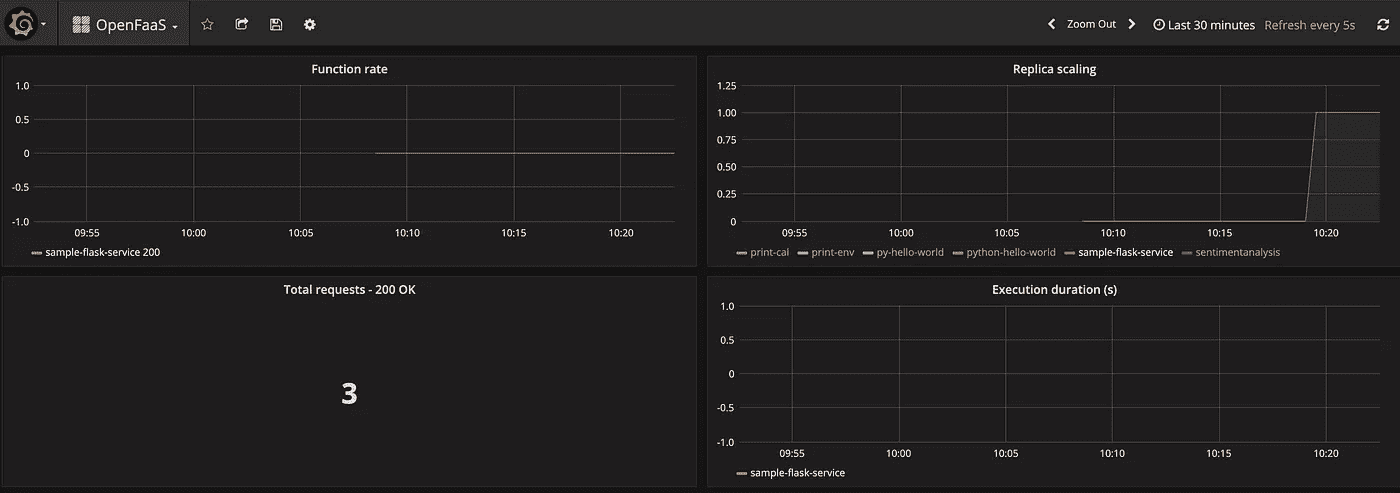 OpenFaaS
Zoom Out
Last 30 minutes Refresh every 5s
Function rate
1.0
0.5
0
-0.5
-1.0
09:55 10:00 10:05 10:10 10:15 10:20
sample-flask-service 200
Replica scaling
1.25
1.00
0.75
0.50
0.25
0
09:55 10:00 10:05 10:10 10:15 10:20
print-cal print-env py-hello-world python-hello-world sample-flask-service sentimentanalysis
Total requests - 200 OK
3
Execution duration (s)
1.0
0.5
0
-0.5
-1.0
09:55 10:00 10:05 10:10 10:15 10:20
sample-flask-service